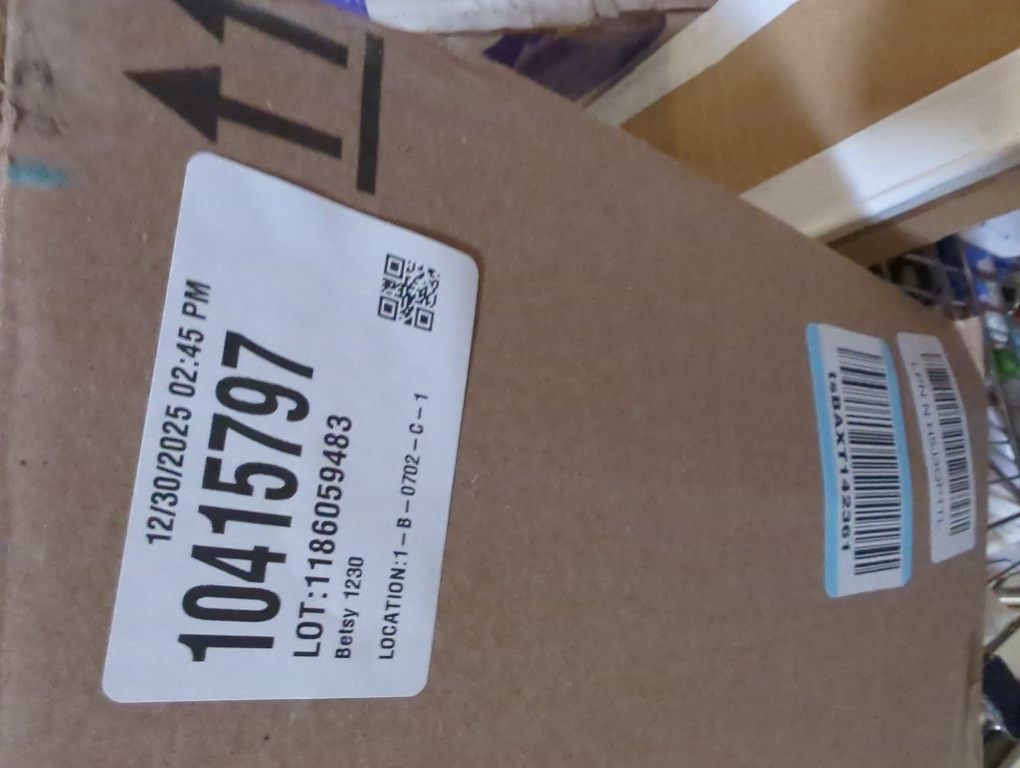 12/30/2025 02:45 PM
10415797
LOT:1186059483
Betsy 1230
LOCATION:1-B-0702-C-1
tsBAXT142361